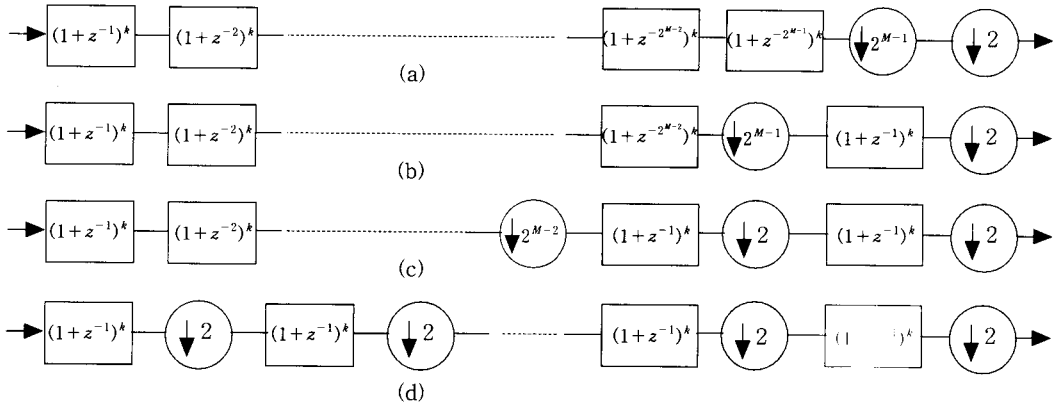 (1+z⁻¹)ᵏ (1+z⁻²)ᵏ (1+z^{-2^{M-2}})ᵏ (1+z^{-2^{M-1}})ᵏ ↓2^{M-1} ↓2
(a)
(1+z⁻¹)ᵏ (1+z⁻²)ᵏ (1+z^{-2^{M-2}})ᵏ ↓2^{M-1} (1+z⁻¹)ᵏ ↓2
(b)
(1+z⁻¹)ᵏ (1+z⁻²)ᵏ ↓2^{M-2} (1+z⁻¹)ᵏ ↓2 (1+z⁻¹)ᵏ ↓2
(c)
(1+z⁻¹)ᵏ ↓2 (1+z⁻¹)ᵏ ↓2 (1+z⁻¹)ᵏ ↓2 ↓2
(d)